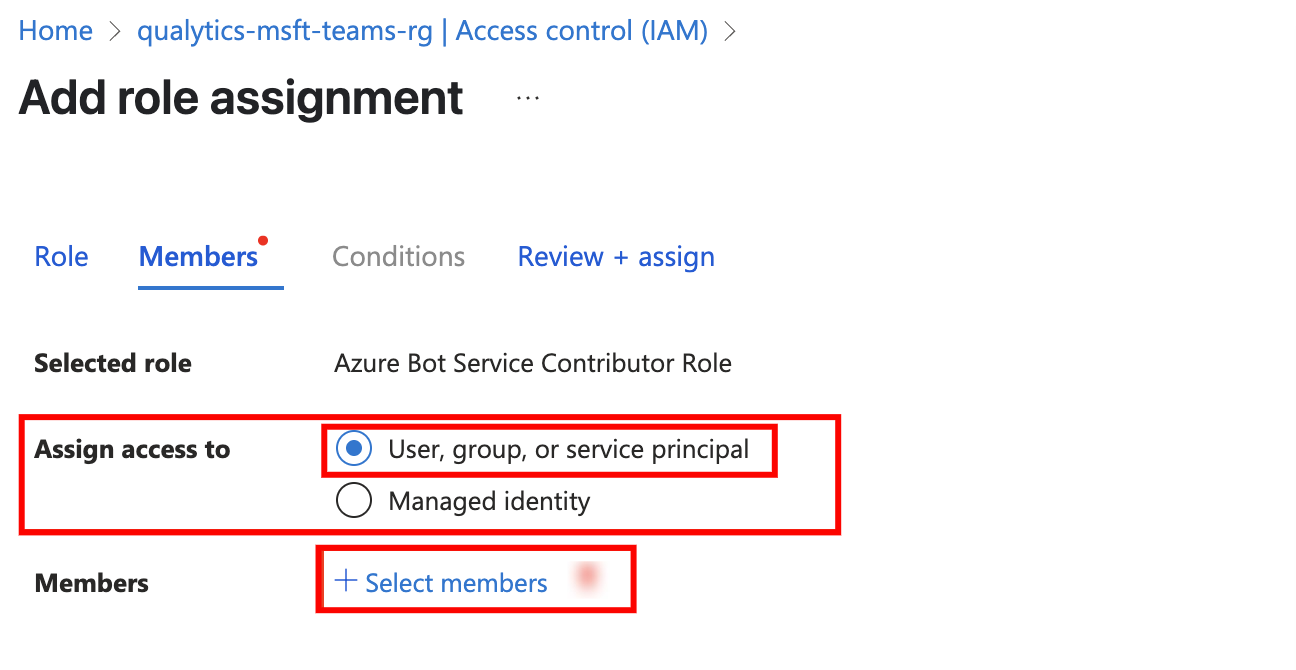 Home > qualytics-msft-teams-rg | Access control (IAM) >
Add role assignment ...
Role Members Conditions Review + assign
Selected role Azure Bot Service Contributor Role
Assign access to User, group, or service principal
Managed identity
Members + Select members